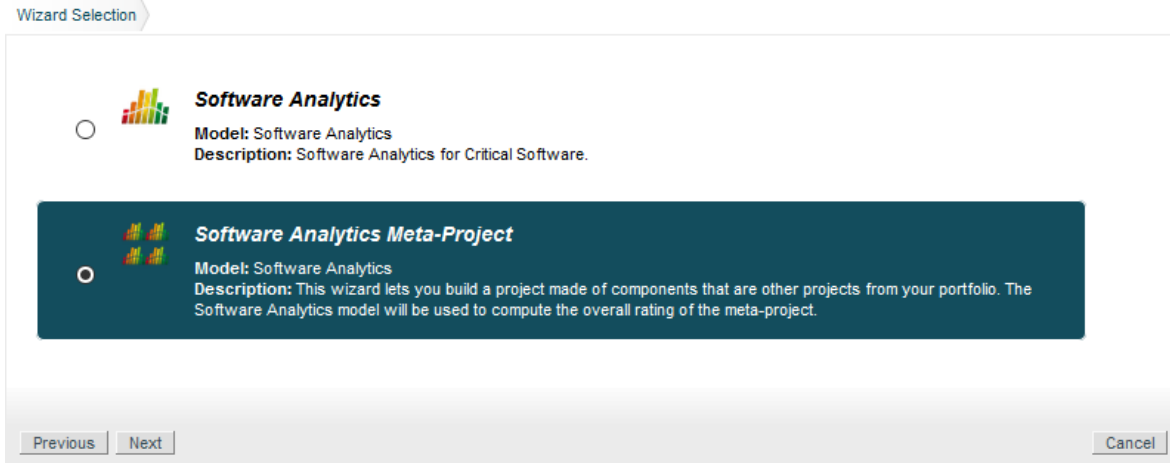 Wizard Selection
Software Analytics
Model: Software Analytics
Description: Software Analytics for Critical Software.
Software Analytics Meta-Project
Model: Software Analytics
Description: This wizard lets you build a project made of components that are other projects from your portfolio. The
Software Analytics model will be used to compute the overall rating of the meta-project.
Previous Next Cancel